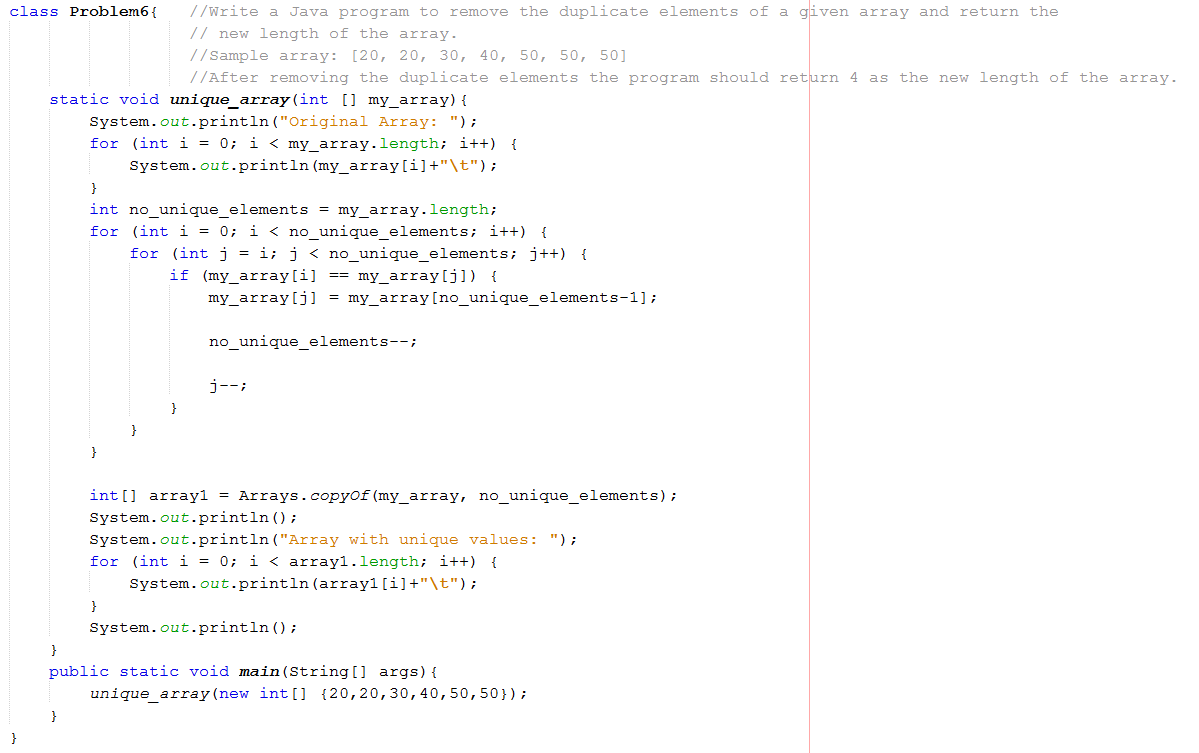 class Problem6{   //Write a Java program to remove the duplicate elements of a given array and return the
                  // new length of the array.
                  //Sample array: [20, 20, 30, 40, 50, 50, 50]
                  //After removing the duplicate elements the program should return 4 as the new length of the array.
    static void unique_array(int [] my_array){
        System.out.println("Original Array: ");
        for (int i = 0; i < my_array.length; i++) {
            System.out.println(my_array[i]+"\t");
        }
        int no_unique_elements = my_array.length;
        for (int i = 0; i < no_unique_elements; i++) {
            for (int j = i; j < no_unique_elements; j++) {
                if (my_array[i] == my_array[j]) {
                    my_array[j] = my_array[no_unique_elements-1];

                    no_unique_elements--;

                    j--;
                }
            }
        }

        int[] array1 = Arrays.copyOf(my_array, no_unique_elements);
        System.out.println();
        System.out.println("Array with unique values: ");
        for (int i = 0; i < array1.length; i++) {
            System.out.println(array1[i]+"\t");
        }
        System.out.println();
    }
    public static void main(String[] args){
        unique_array(new int[] {20,20,30,40,50,50});
    }
}